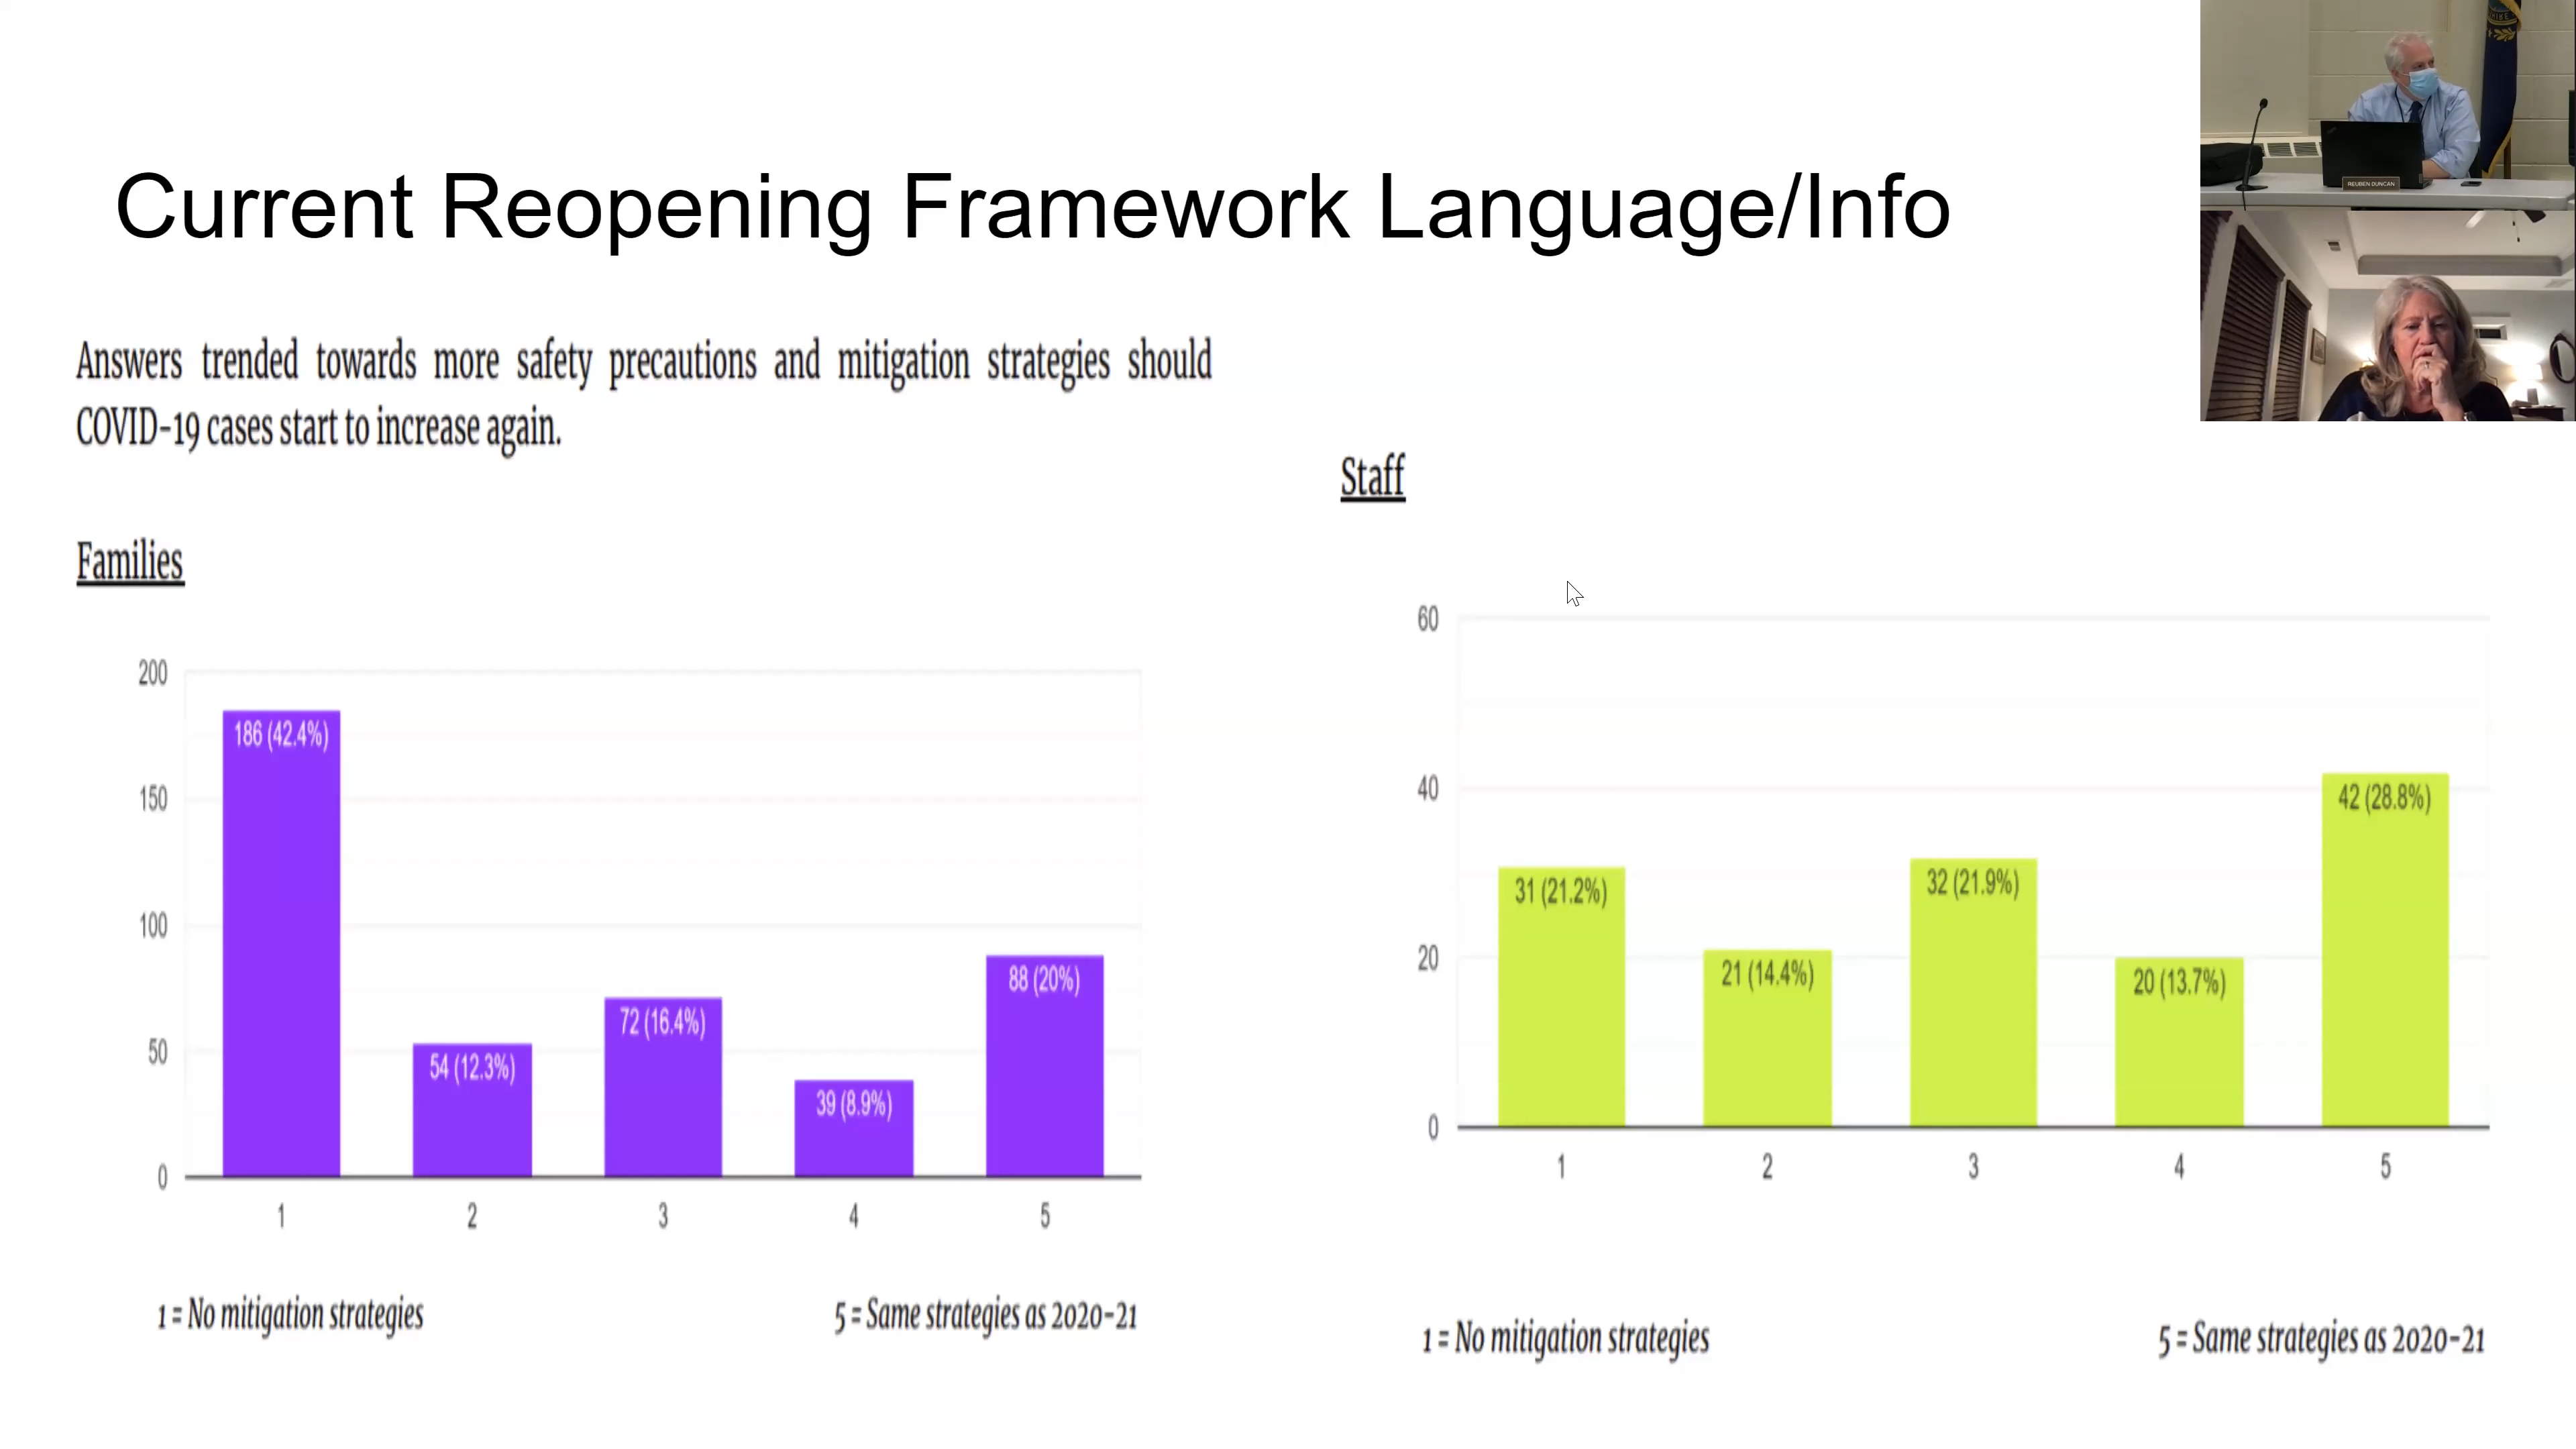 Current Reopening Framework Language/Info
Answers trended towards more safety precautions and mitigation strategies should
COVID-19 cases start to increase again.
Families
200
150
100
50
0
186 (42.4%)
54 (12.3%)
72 (16.4%)
39 (8.9%)
88 (20%)
1
2
3
4
5
1 = No mitigation strategies
5 = Same strategies as 2020-21
Staff
60
40
20
0
31 (21.2%)
21 (14.4%)
32 (21.9%)
20 (13.7%)
42 (28.8%)
1
2
3
4
5
1 = No mitigation strategies
5 = Same strategies as 2020-21
REUBEN DUNCAN